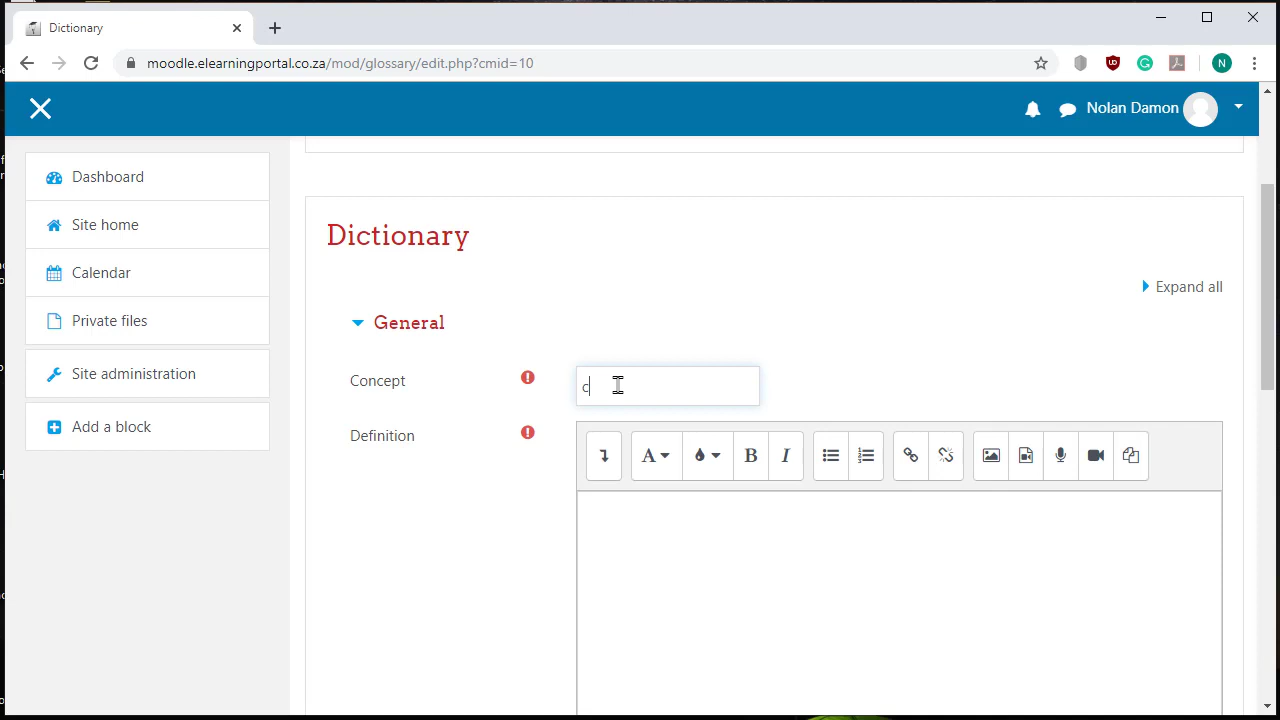 Dictionary
moodle.elearningportal.co.za/mod/glossary/edit.php?cmid=10
N
Nolan Damon
Dashboard
Site home
Calendar
Private files
Site administration
Add a block
Dictionary
Expand all
General
Concept
c
Definition
A
B
I